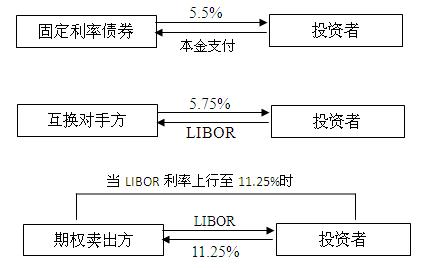 5.5%
固定利率债券 投资者
本金支付
5.75%
互换对手方 投资者
LIBOR
当 LIBOR 利率上行至 11.25%时
LIBOR
期权卖出方 投资者
11.25%